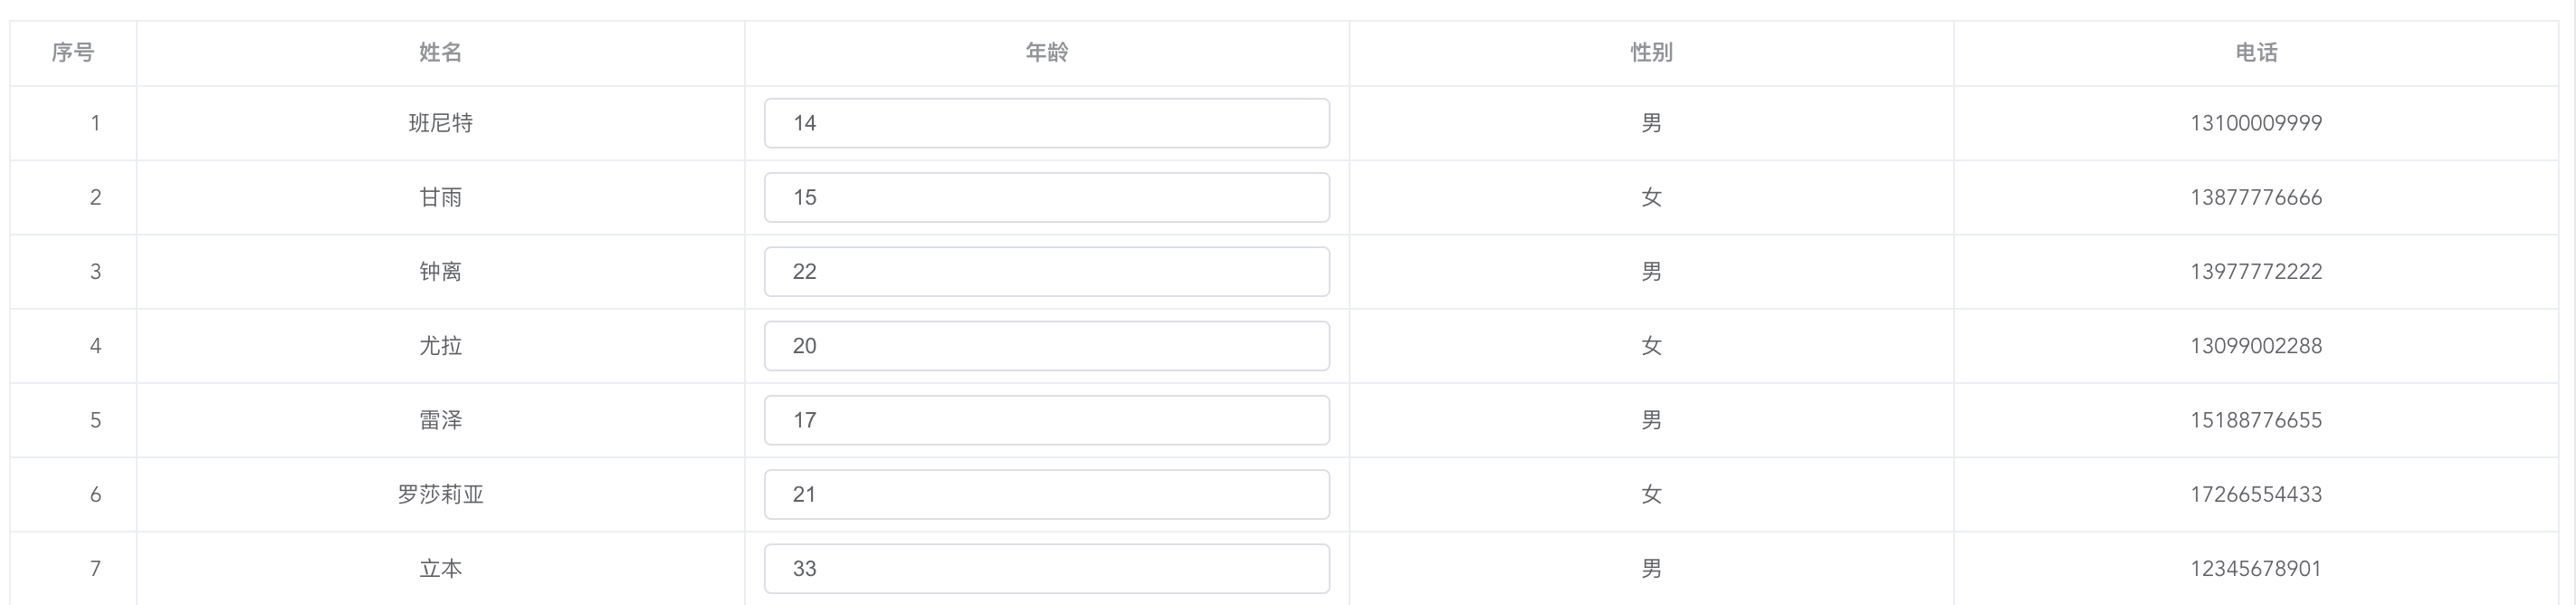 序号 姓名 年龄 性别 电话
1 班尼特 14 男 13100009999
2 甘雨 15 女 13877776666
3 钟离 22 男 13977772222
4 尤拉 20 女 13099002288
5 雷泽 17 男 15188776655
6 罗莎莉亚 21 女 17266554433
7 立本 33 男 12345678901